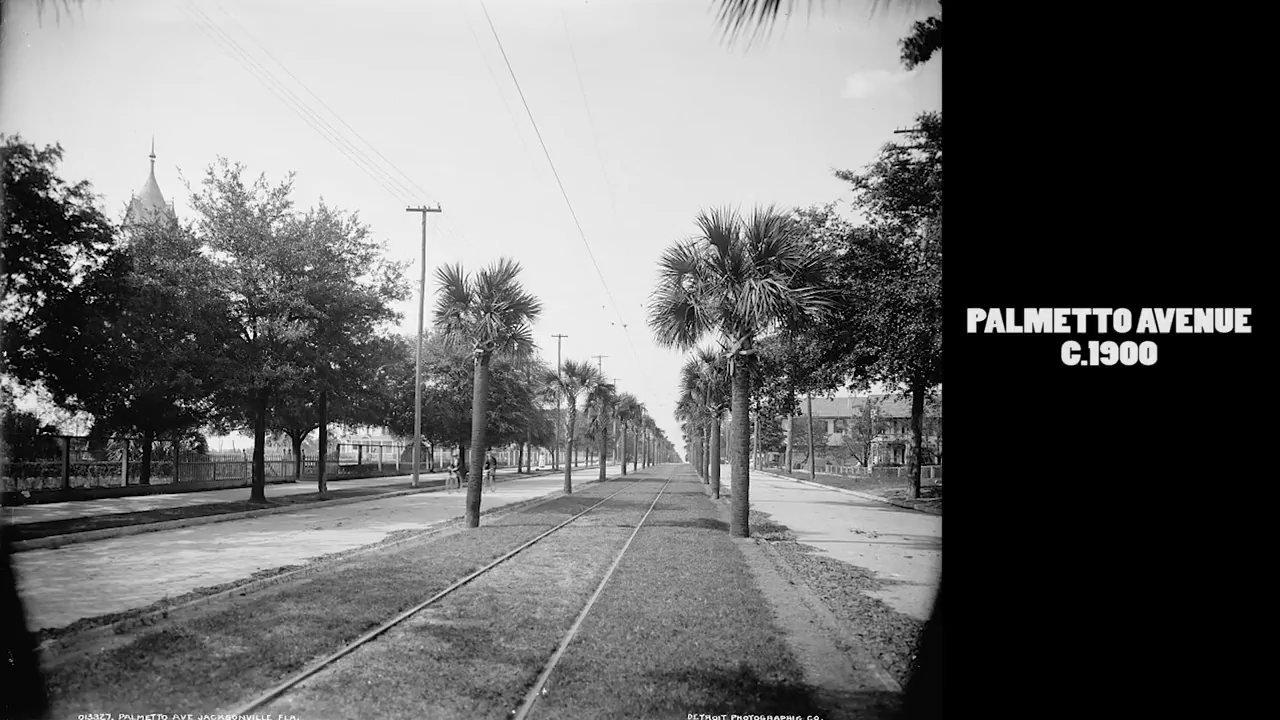 PALMETTO AVENUE
C.1900
013327. PALMETTO AVE JACKSONVILLE FLA.
DETROIT PHOTOGRAPHIC CO.